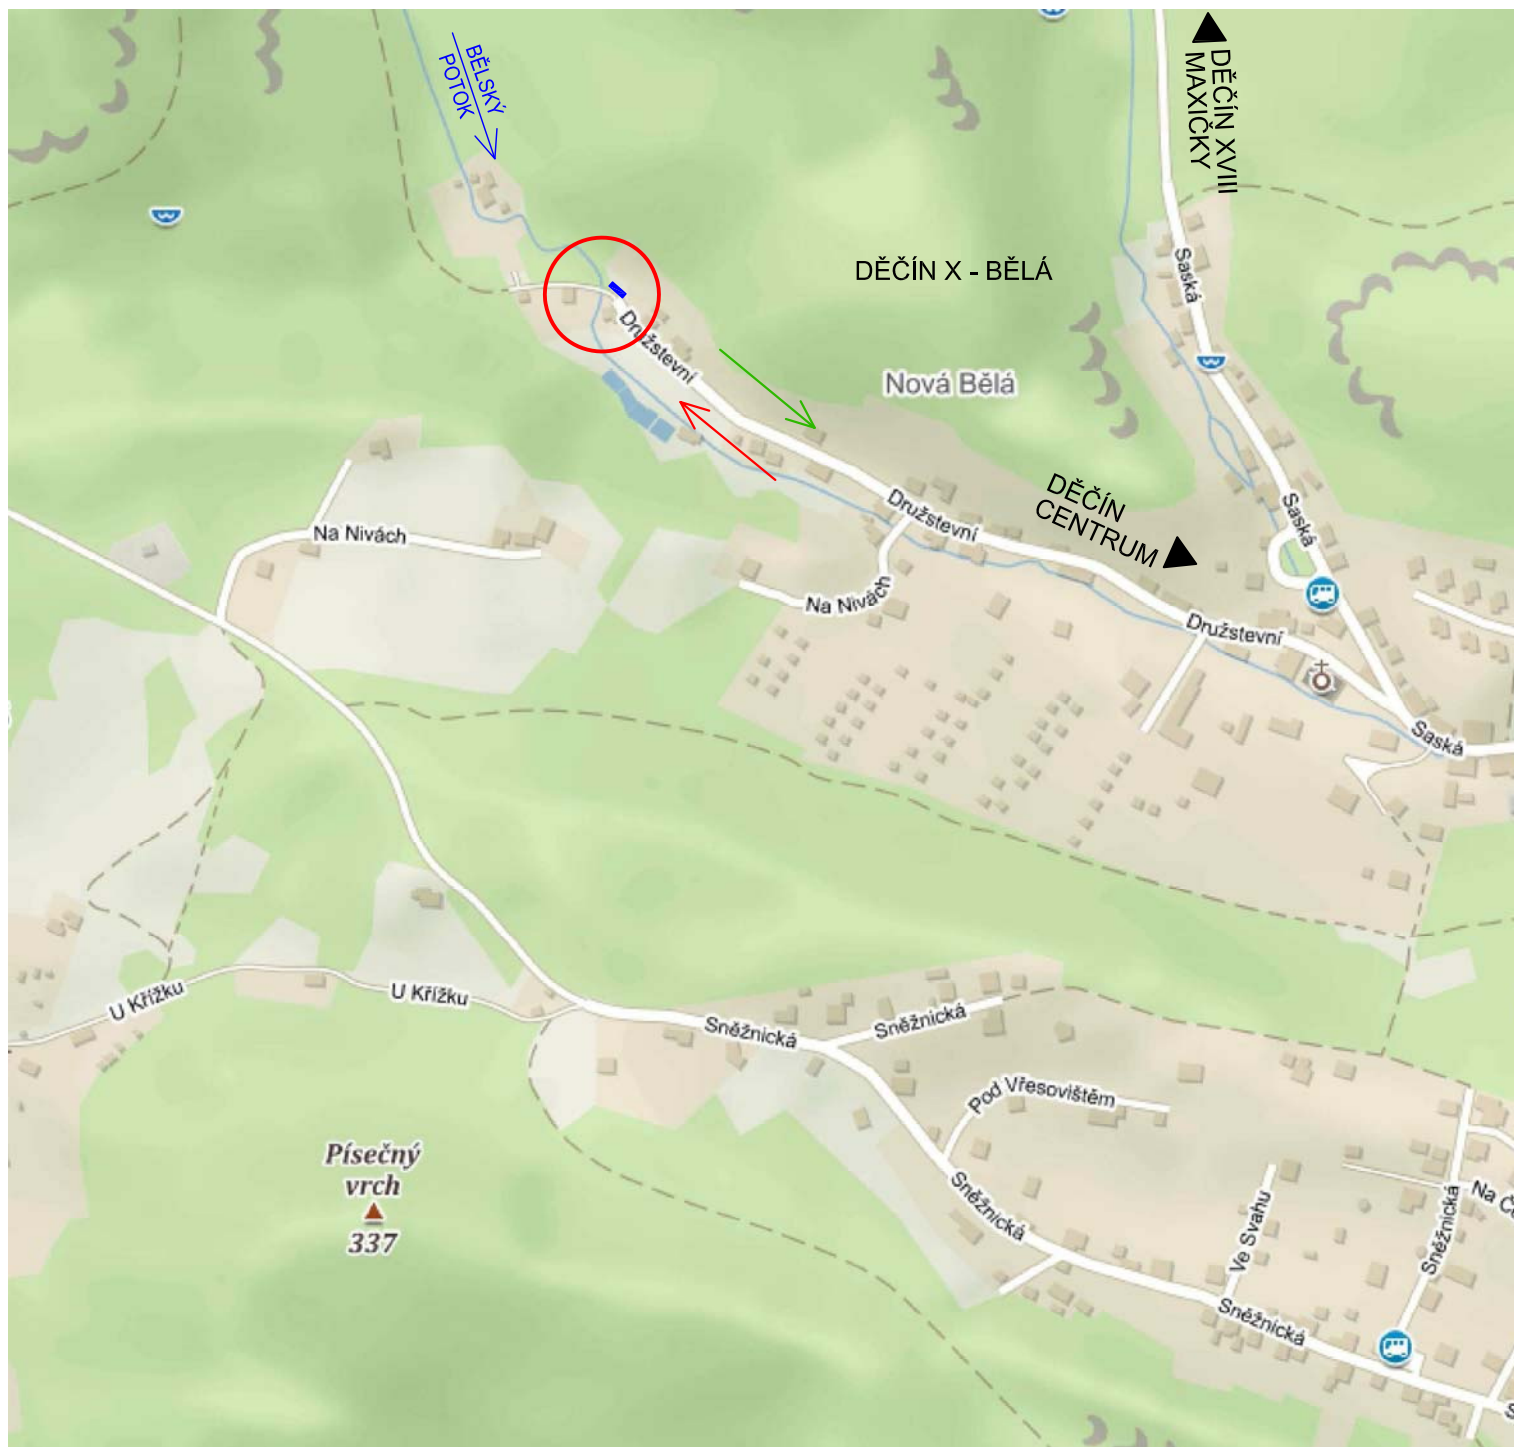 BĚLSKÝ
POTOK
DĚČÍN XVIII
MAXIČKY
DĚČÍN X - BĚLÁ
Saská
Družstevní
Nová Bělá
DĚČÍN
CENTRUM
Družstevní
Saská
Na Nivách
Na Nivách
Družstevní
Saská
U Křížku
U Křížku
Sněžnická
Sněžnická
Pod Vřesovištěm
Písečný
vrch
337
Sněžnická
Ve Svahu
Sněžnická
Na Č
Sněžnická
S